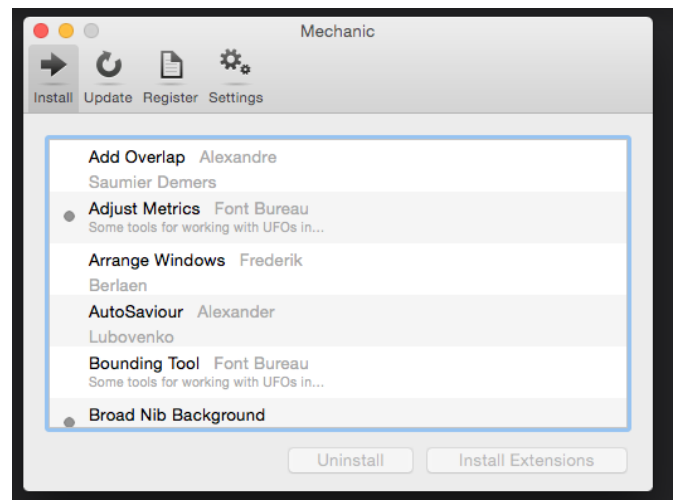 Mechanic
Install Update Register Settings
Add Overlap Alexandre
Saumier Demers
Adjust Metrics Font Bureau
Some tools for working with UFOs in...
Arrange Windows Frederik
Berlaen
AutoSaviour Alexander
Lubovenko
Bounding Tool Font Bureau
Some tools for working with UFOs in...
Broad Nib Background
Uninstall Install Extensions